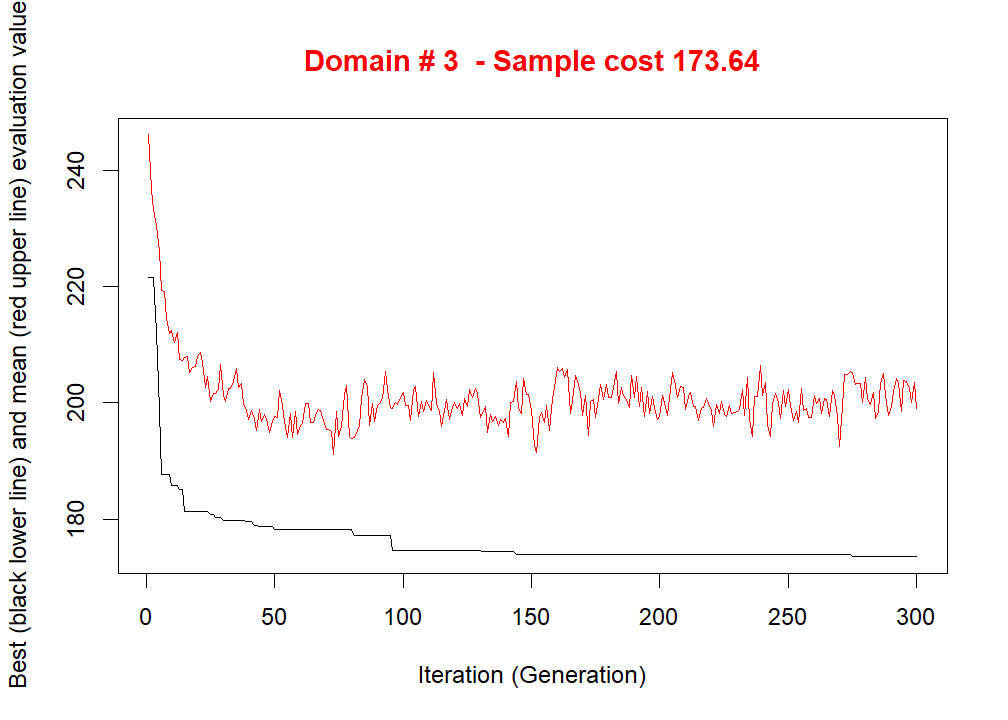 Domain # 3  - Sample cost 173.64
Best (black lower line) and mean (red upper line) evaluation value
240
220
200
180
0 50 100 150 200 250 300
Iteration (Generation)